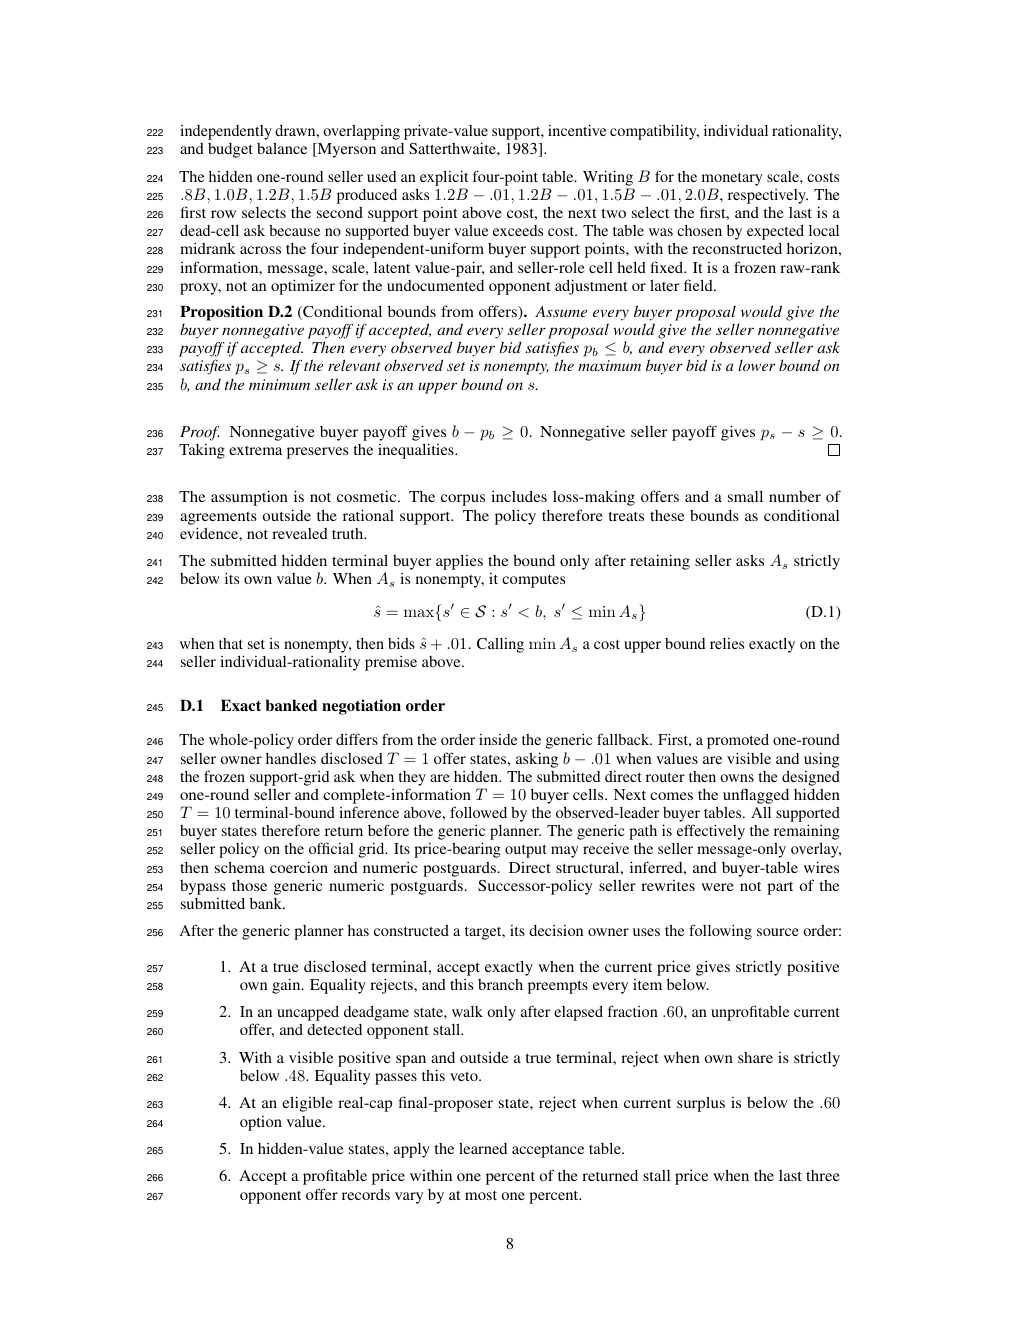 222 independently drawn, overlapping private-value support, incentive compatibility, individual rationality,
223 and budget balance [Myerson and Satterthwaite, 1983].
224 The hidden one-round seller used an explicit four-point table. Writing B for the monetary scale, costs
225 .8B, 1.0B, 1.2B, 1.5B produced asks 1.2B − .01, 1.2B − .01, 1.5B − .01, 2.0B, respectively. The
226 first row selects the second support point above cost, the next two select the first, and the last is a
227 dead-cell ask because no supported buyer value exceeds cost. The table was chosen by expected local
228 midrank across the four independent-uniform buyer support points, with the reconstructed horizon,
229 information, message, scale, latent value-pair, and seller-role cell held fixed. It is a frozen raw-rank
230 proxy, not an optimizer for the undocumented opponent adjustment or later field.
231 Proposition D.2 (Conditional bounds from offers). Assume every buyer proposal would give the
232 buyer nonnegative payoff if accepted, and every seller proposal would give the seller nonnegative
233 payoff if accepted. Then every observed buyer bid satisfies p_b ≤ b, and every observed seller ask
234 satisfies p_s ≥ s. If the relevant observed set is nonempty, the maximum buyer bid is a lower bound on
235 b, and the minimum seller ask is an upper bound on s.
236 Proof. Nonnegative buyer payoff gives b − p_b ≥ 0. Nonnegative seller payoff gives p_s − s ≥ 0.
237 Taking extrema preserves the inequalities. □
238 The assumption is not cosmetic. The corpus includes loss-making offers and a small number of
239 agreements outside the rational support. The policy therefore treats these bounds as conditional
240 evidence, not revealed truth.
241 The submitted hidden terminal buyer applies the bound only after retaining seller asks A_s strictly
242 below its own value b. When A_s is nonempty, it computes
ŝ = max{s′ ∈ S : s′ < b, s′ ≤ min A_s} (D.1)
243 when that set is nonempty, then bids ŝ + .01. Calling min A_s a cost upper bound relies exactly on the
244 seller individual-rationality premise above.
245 D.1 Exact banked negotiation order
246 The whole-policy order differs from the order inside the generic fallback. First, a promoted one-round
247 seller owner handles disclosed T = 1 offer states, asking b − .01 when values are visible and using
248 the frozen support-grid ask when they are hidden. The submitted direct router then owns the designed
249 one-round seller and complete-information T = 10 buyer cells. Next comes the unflagged hidden
250 T = 10 terminal-bound inference above, followed by the observed-leader buyer tables. All supported
251 buyer states therefore return before the generic planner. The generic path is effectively the remaining
252 seller policy on the official grid. Its price-bearing output may receive the seller message-only overlay,
253 then schema coercion and numeric postguards. Direct structural, inferred, and buyer-table wires
254 bypass those generic numeric postguards. Successor-policy seller rewrites were not part of the
255 submitted bank.
256 After the generic planner has constructed a target, its decision owner uses the following source order:
257 1. At a true disclosed terminal, accept exactly when the current price gives strictly positive
258 own gain. Equality rejects, and this branch preempts every item below.
259 2. In an uncapped deadgame state, walk only after elapsed fraction .60, an unprofitable current
260 offer, and detected opponent stall.
261 3. With a visible positive span and outside a true terminal, reject when own share is strictly
262 below .48. Equality passes this veto.
263 4. At an eligible real-cap final-proposer state, reject when current surplus is below the .60
264 option value.
265 5. In hidden-value states, apply the learned acceptance table.
266 6. Accept a profitable price within one percent of the returned stall price when the last three
267 opponent offer records vary by at most one percent.
8